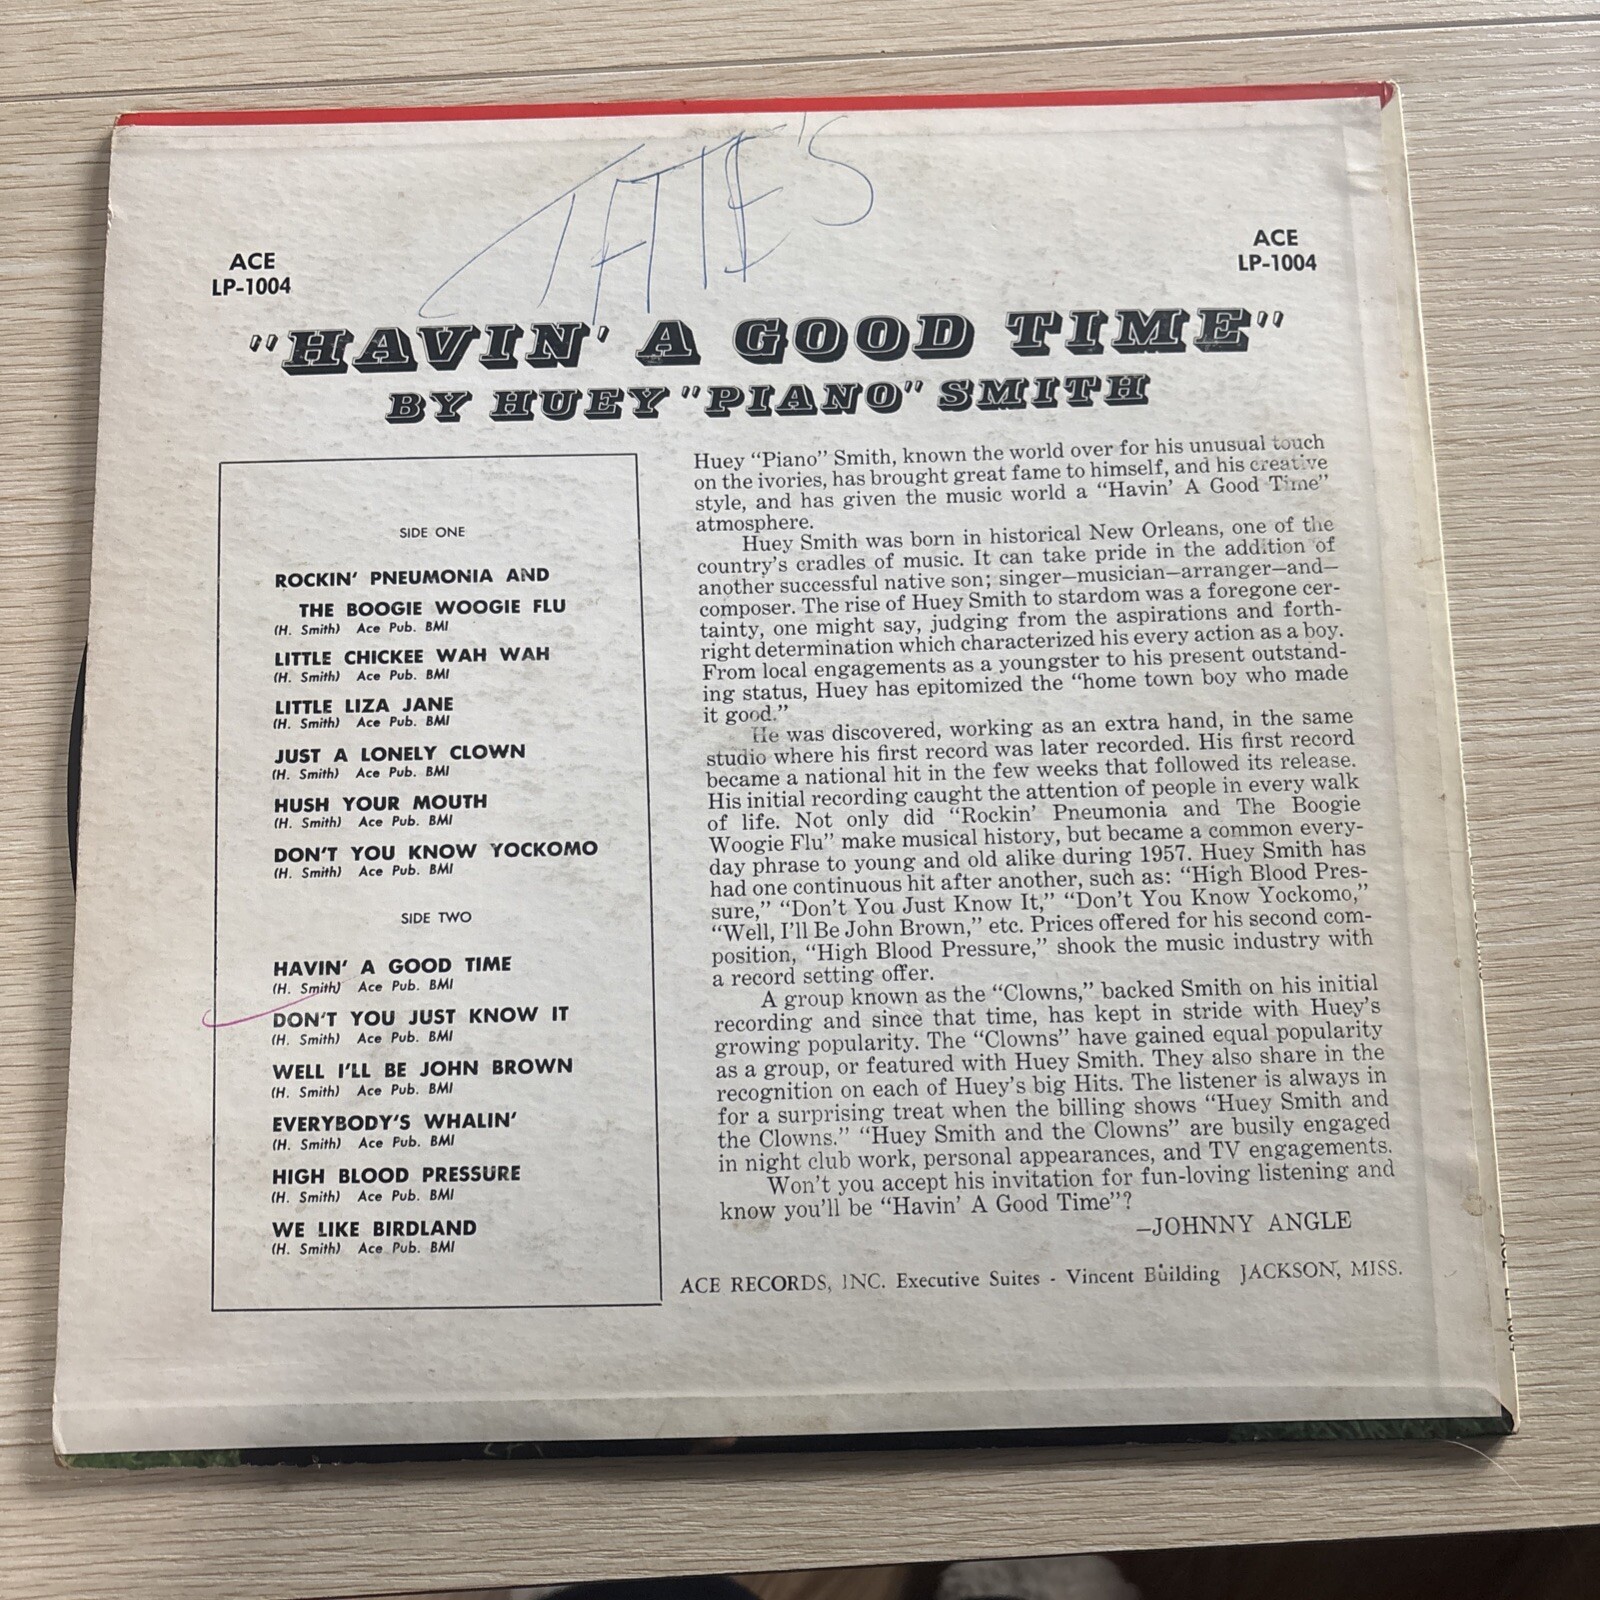 TATE'S
ACE
LP-1004
ACE
LP-1004
"HAVIN' A GOOD TIME"
BY HUEY "PIANO" SMITH
SIDE ONE
ROCKIN' PNEUMONIA AND
THE BOOGIE WOOGIE FLU
(H. Smith) Ace Pub. BMI
LITTLE CHICKEE WAH WAH
(H. Smith) Ace Pub. BMI
LITTLE LIZA JANE
(H. Smith) Ace Pub. BMI
JUST A LONELY CLOWN
(H. Smith) Ace Pub. BMI
HUSH YOUR MOUTH
(H. Smith) Ace Pub. BMI
DON'T YOU KNOW YOCKOMO
(H. Smith) Ace Pub. BMI
SIDE TWO
HAVIN' A GOOD TIME
(H. Smith) Ace Pub. BMI
DON'T YOU JUST KNOW IT
(H. Smith) Ace Pub. BMI
WELL I'LL BE JOHN BROWN
(H. Smith) Ace Pub. BMI
EVERYBODY'S WHALIN'
(H. Smith) Ace Pub. BMI
HIGH BLOOD PRESSURE
(H. Smith) Ace Pub. BMI
WE LIKE BIRDLAND
(H. Smith) Ace Pub. BMI
Huey "Piano" Smith, known the world over for his unusual touch
on the ivories, has brought great fame to himself, and his creative
style, and has given the music world a "Havin' A Good Time"
atmosphere.
Huey Smith was born in historical New Orleans, one of the
country's cradles of music. It can take pride in the addition of
another successful native son; singer—musician—arranger—and—
composer. The rise of Huey Smith to stardom was a foregone cer-
tainty, one might say, judging from the aspirations and forth-
right determination which characterized his every action as a boy.
From local engagements as a youngster to his present outstand-
ing status, Huey has epitomized the "home town boy who made
it good."
He was discovered, working as an extra hand, in the same
studio where his first record was later recorded. His first record
became a national hit in the few weeks that followed its release.
His initial recording caught the attention of people in every walk
of life. Not only did "Rockin' Pneumonia and The Boogie
Woogie Flu" make musical history, but became a common every-
day phrase to young and old alike during 1957. Huey Smith has
had one continuous hit after another, such as: "High Blood Pres-
sure," "Don't You Just Know It," "Don't You Know Yockomo,"
"Well, I'll Be John Brown," etc. Prices offered for his second com-
position, "High Blood Pressure," shook the music industry with
a record setting offer.
A group known as the "Clowns," backed Smith on his initial
recording and since that time, has kept in stride with Huey's
growing popularity. The "Clowns" have gained equal popularity
as a group, or featured with Huey Smith. They also share in the
recognition on each of Huey's big Hits. The listener is always in
for a surprising treat when the billing shows "Huey Smith and
the Clowns." "Huey Smith and the Clowns" are busily engaged
in night club work, personal appearances, and TV engagements.
Won't you accept his invitation for fun-loving listening and
know you'll be "Havin' A Good Time"?
—JOHNNY ANGLE
ACE RECORDS, INC. Executive Suites - Vincent Building JACKSON, MISS.